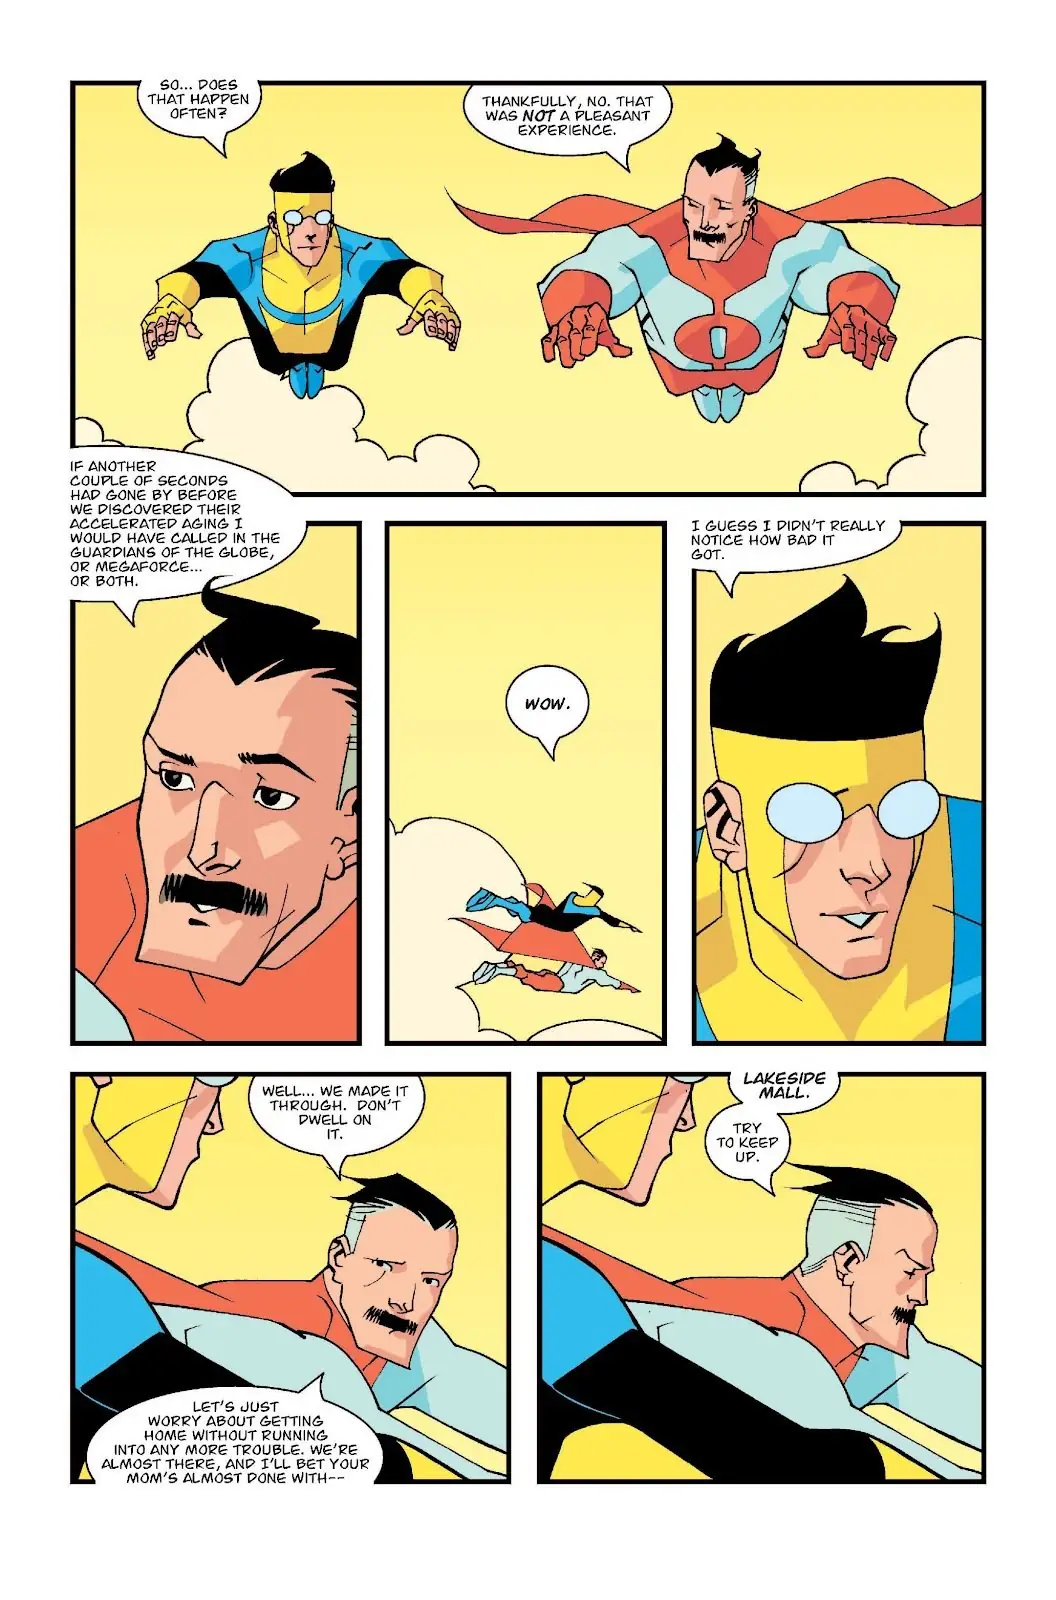 SO... DOES
THAT HAPPEN
OFTEN?
THANKFULLY, NO. THAT
WAS NOT A PLEASANT
EXPERIENCE.
IF ANOTHER
COUPLE OF SECONDS
HAD GONE BY BEFORE
WE DISCOVERED THEIR
ACCELERATED AGING I
WOULD HAVE CALLED IN THE
GUARDIANS OF THE GLOBE,
OR MEGAFORCE...
OR BOTH.
WOW.
I GUESS I DIDN'T REALLY
NOTICE HOW BAD IT
GOT.
WELL... WE MADE IT
THROUGH. DON'T
DWELL ON
IT.
LET'S JUST
WORRY ABOUT GETTING
HOME WITHOUT RUNNING
INTO ANY MORE TROUBLE. WE'RE
ALMOST THERE, AND I'LL BET YOUR
MOM'S ALMOST DONE WITH--
LAKESIDE
MALL.
TRY
TO KEEP
UP.